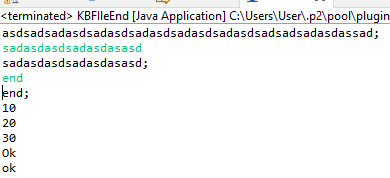 <terminated> KBFIleEnd [Java Application] C:\Users\User\.p2\pool\plugin
asdsadsadasdsadasdsadasdsadasdsadasdsadsadsadasdassad;
sadasdasdsadasdasasd
sadasdasdsadasdasasd;
end
end;
10
20
30
Ok
ok